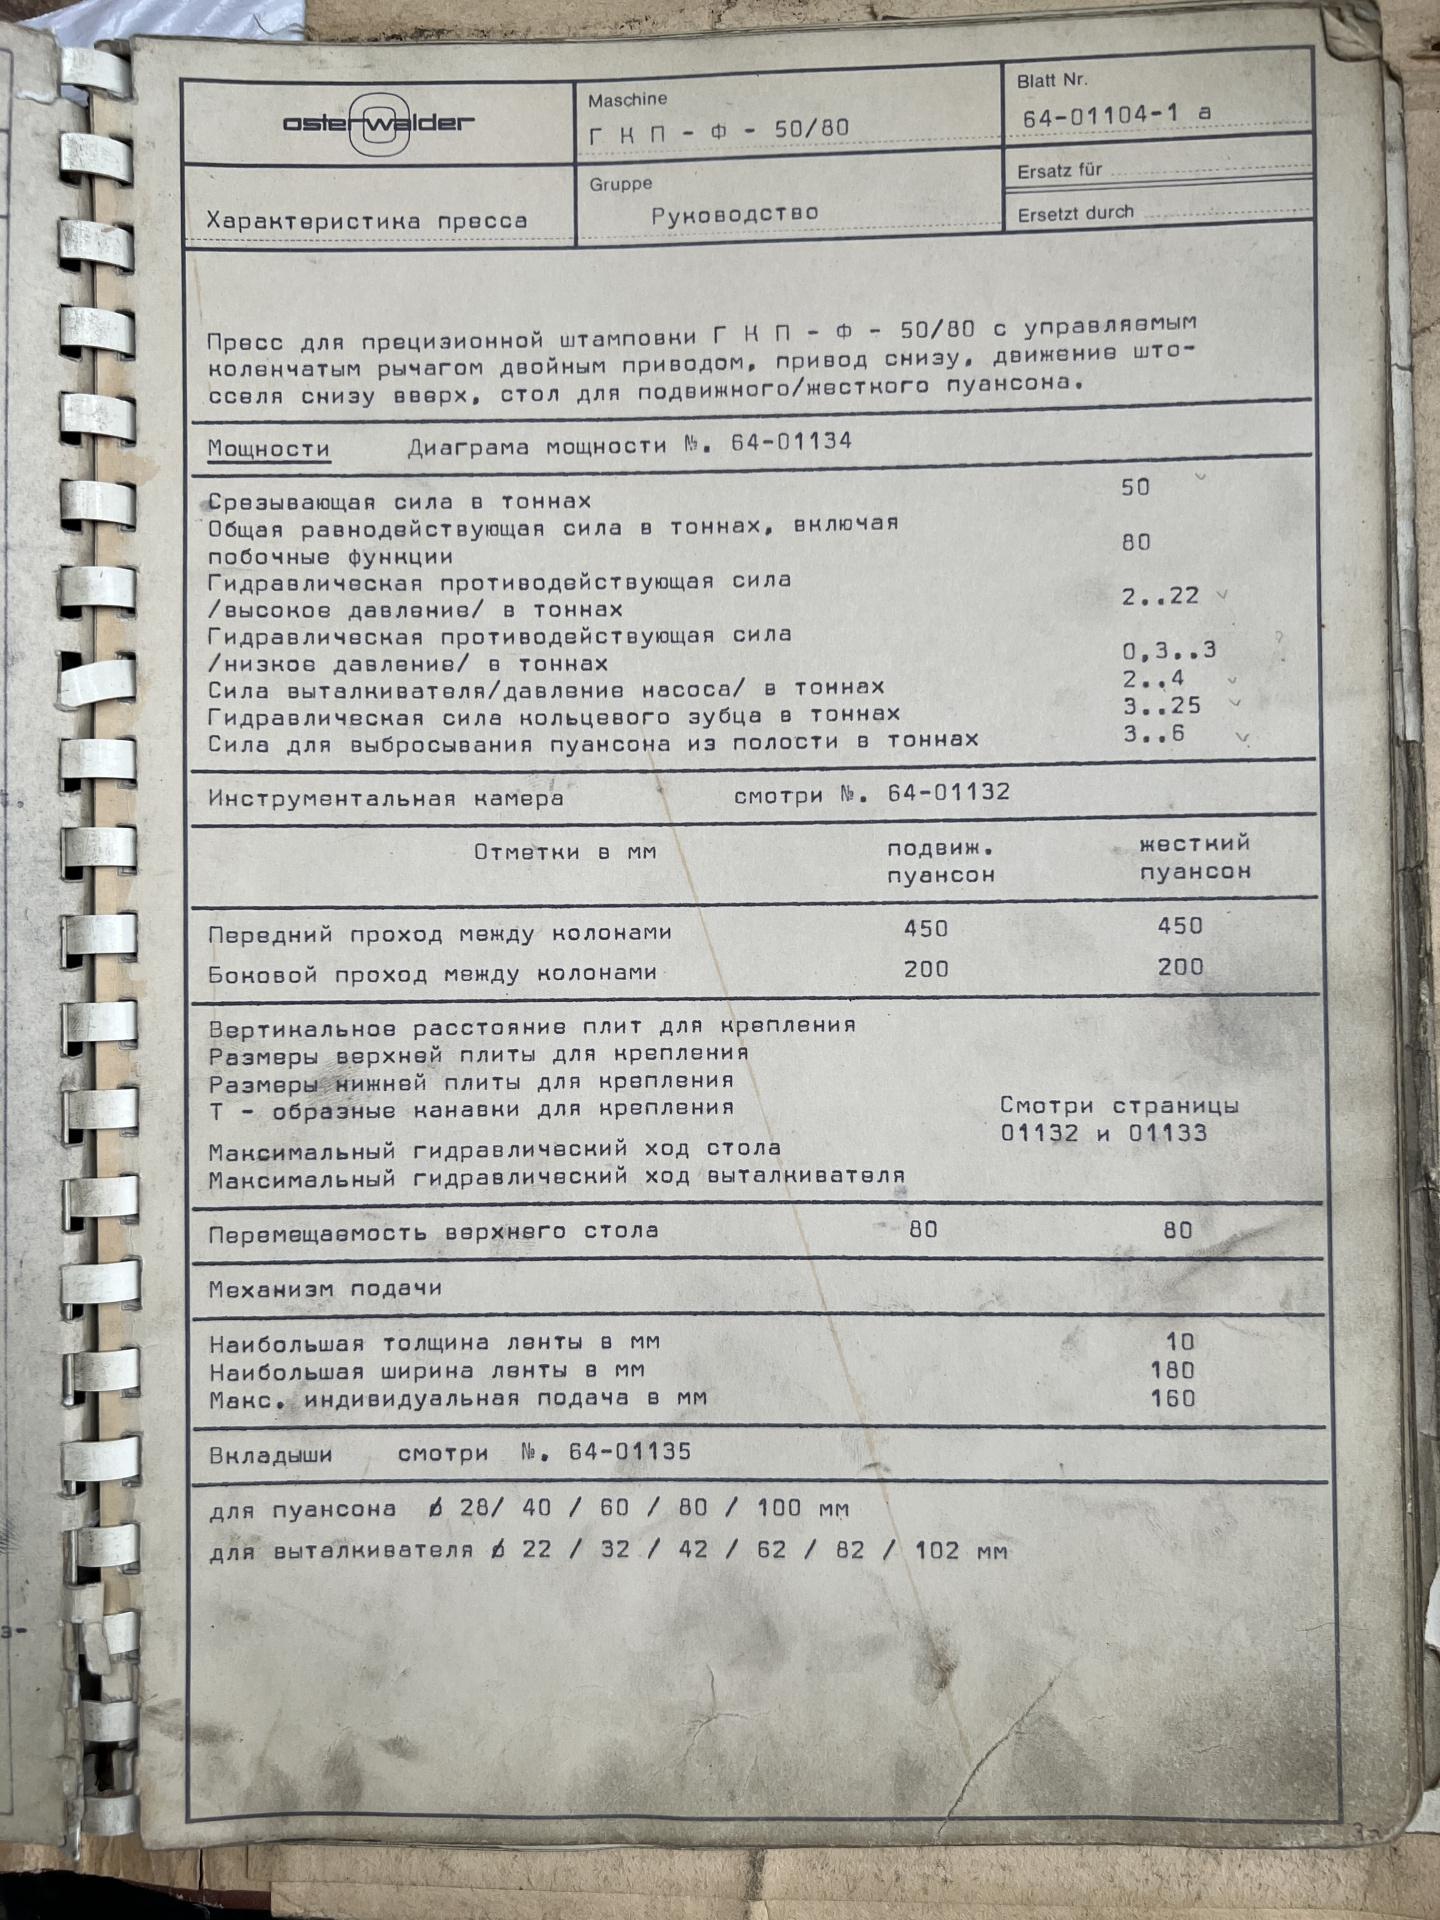 osterwalder
Maschine
Г К П - Ф - 50/80
Blatt Nr.
64-01104-1 a
Характеристика пресса
Gruppe
Руководство
Ersatz für
Ersetzt durch
Пресс для прецизионной штамповки Г К П - Ф - 50/80 с управляемым
коленчатым рычагом двойным приводом, привод снизу, движение што-
сселя снизу вверх, стол для подвижного/жесткого пуансона.
Мощности Диаграма мощности №. 64-01134
Срезывающая сила в тоннах 50
Общая равнодействующая сила в тоннах, включая
побочные функции 80
Гидравлическая противодействующая сила
/высокое давление/ в тоннах 2..22
Гидравлическая противодействующая сила
/низкое давление/ в тоннах 0,3..3
Сила выталкивателя/давление насоса/ в тоннах 2..4
Гидравлическая сила кольцевого зубца в тоннах 3..25
Сила для выбросывания пуансона из полости в тоннах 3..6
Инструментальная камера смотри №. 64-01132
Отметки в мм подвиж. жесткий
пуансон пуансон
Передний проход между колонами 450 450
Боковой проход между колонами 200 200
Вертикальное расстояние плит для крепления
Размеры верхней плиты для крепления
Размеры нижней плиты для крепления
Т - образные канавки для крепления Смотри страницы
01132 и 01133
Максимальный гидравлический ход стола
Максимальный гидравлический ход выталкивателя
Перемещаемость верхнего стола 80 80
Механизм подачи
Наибольшая толщина ленты в мм 10
Наибольшая ширина ленты в мм 180
Макс. индивидуальная подача в мм 160
Вкладыши смотри №. 64-01135
для пуансона ø 28/ 40 / 60 / 80 / 100 мм
для выталкивателя ø 22 / 32 / 42 / 62 / 82 / 102 мм